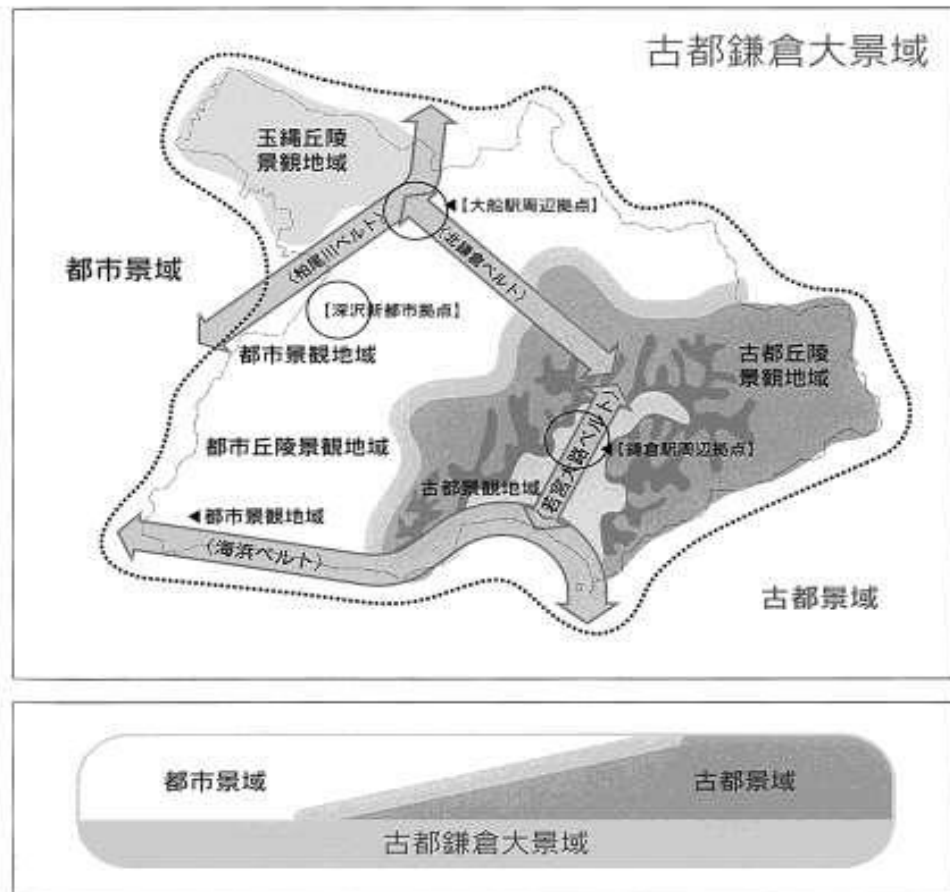 古都鎌倉大景域
玉縄丘陵
景観地域
◀【大船駅周辺拠点】
〈柏尾川ベルト〉
〈北鎌倉ベルト〉
都市景域
【深沢新都市拠点】
都市景観地域
古都丘陵
景観地域
都市丘陵景観地域
◀【鎌倉駅周辺拠点】
古都景観地域
〈若宮大路ベルト〉
◀都市景観地域
〈海浜ベルト〉
古都景域
都市景域
古都景域
古都鎌倉大景域